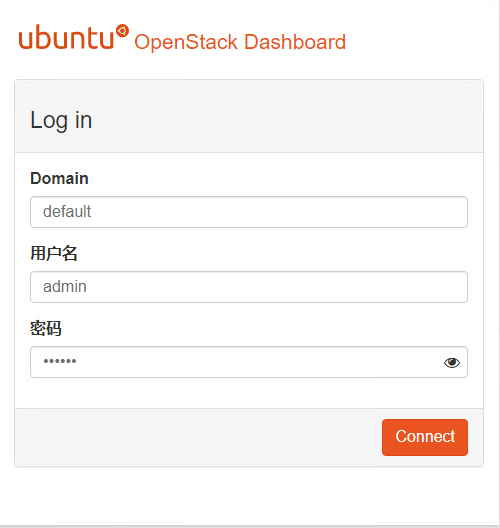 ubuntu OpenStack Dashboard
Log in
Domain
default
用户名
admin
密码
••••••
Connect